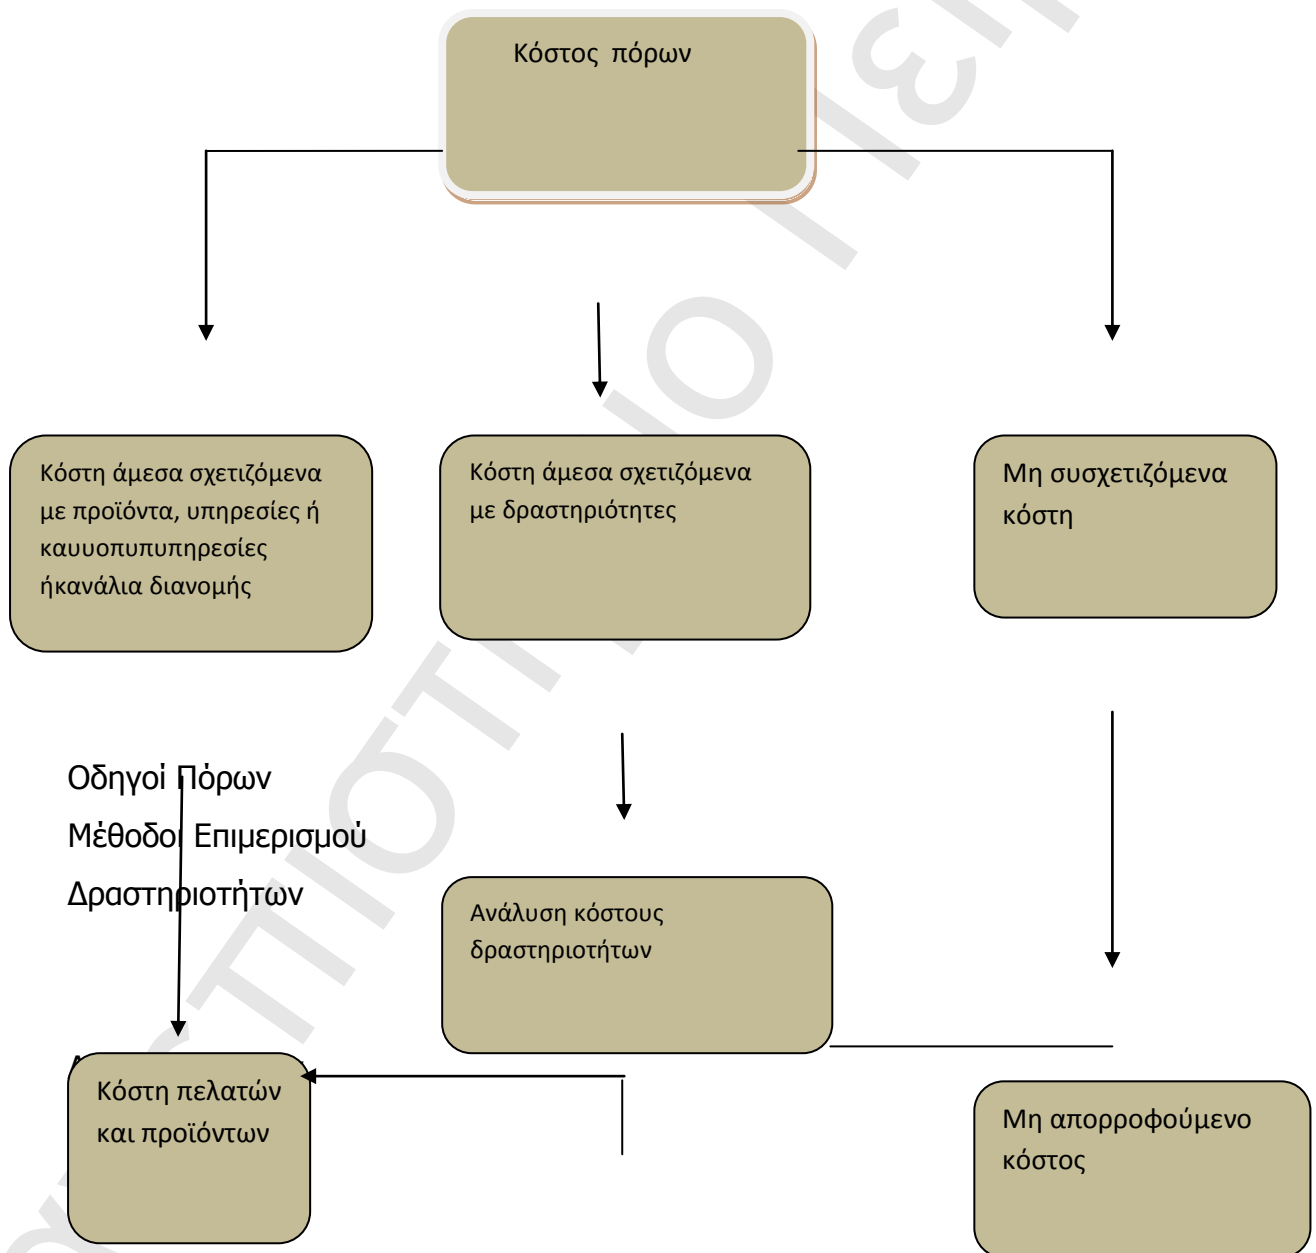 Κόστος πόρων
Κόστη άμεσα σχετιζόμενα
με προϊόντα, υπηρεσίες ή
καυυοπυπυπηρεσίες
ήκανάλια διανομής
Κόστη άμεσα σχετιζόμενα
με δραστηριότητες
Μη συσχετιζόμενα
κόστη
Οδηγοί Πόρων
Μέθοδοι Επιμερισμού
Δραστηριοτήτων
Ανάλυση κόστους
δραστηριοτήτων
Κόστη πελατών
και προϊόντων
Μη απορροφούμενο
κόστος